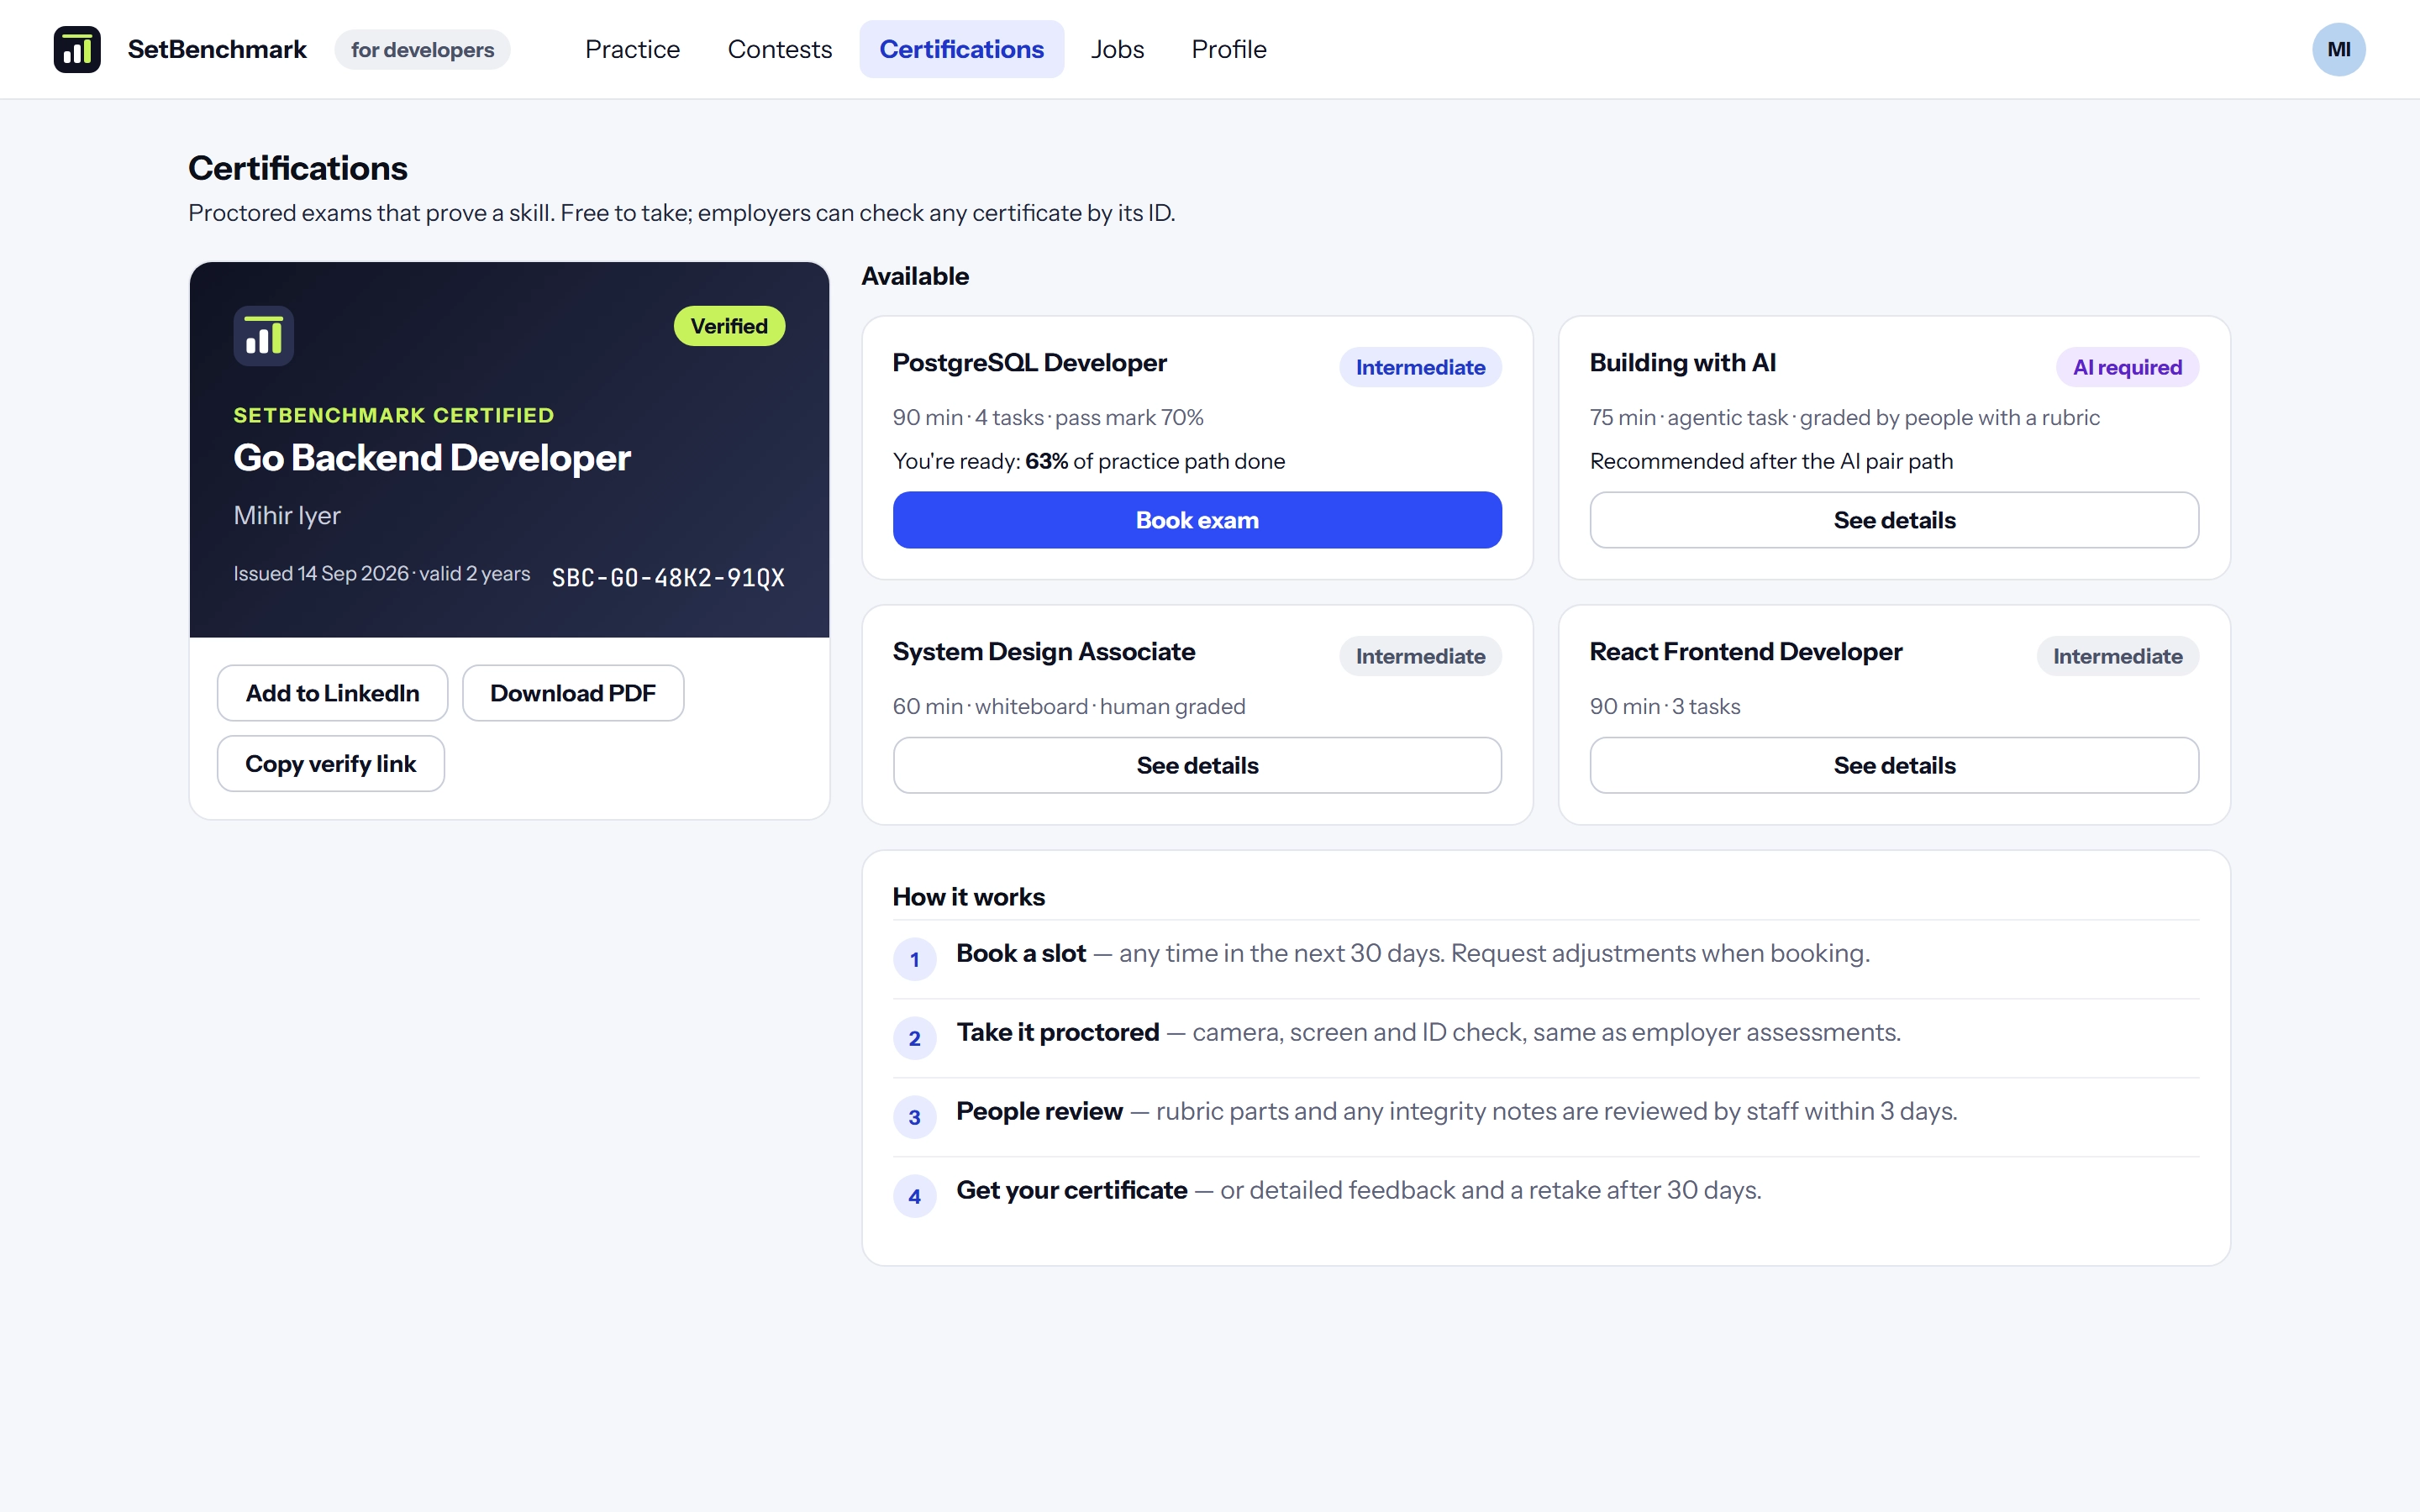 SetBenchmark
for developers
Practice
Contests
Certifications
Jobs
Profile
MI
Certifications
Proctored exams that prove a skill. Free to take; employers can check any certificate by its ID.
Verified
SETBENCHMARK CERTIFIED
Go Backend Developer
Mihir Iyer
Issued 14 Sep 2026 · valid 2 years
SBC-GO-48K2-91QX
Add to LinkedIn
Download PDF
Copy verify link
Available
PostgreSQL Developer
Intermediate
90 min · 4 tasks · pass mark 70%
You're ready: 63% of practice path done
Book exam
Building with AI
AI required
75 min · agentic task · graded by people with a rubric
Recommended after the AI pair path
See details
System Design Associate
Intermediate
60 min · whiteboard · human graded
See details
React Frontend Developer
Intermediate
90 min · 3 tasks
See details
How it works
1
Book a slot — any time in the next 30 days. Request adjustments when booking.
2
Take it proctored — camera, screen and ID check, same as employer assessments.
3
People review — rubric parts and any integrity notes are reviewed by staff within 3 days.
4
Get your certificate — or detailed feedback and a retake after 30 days.